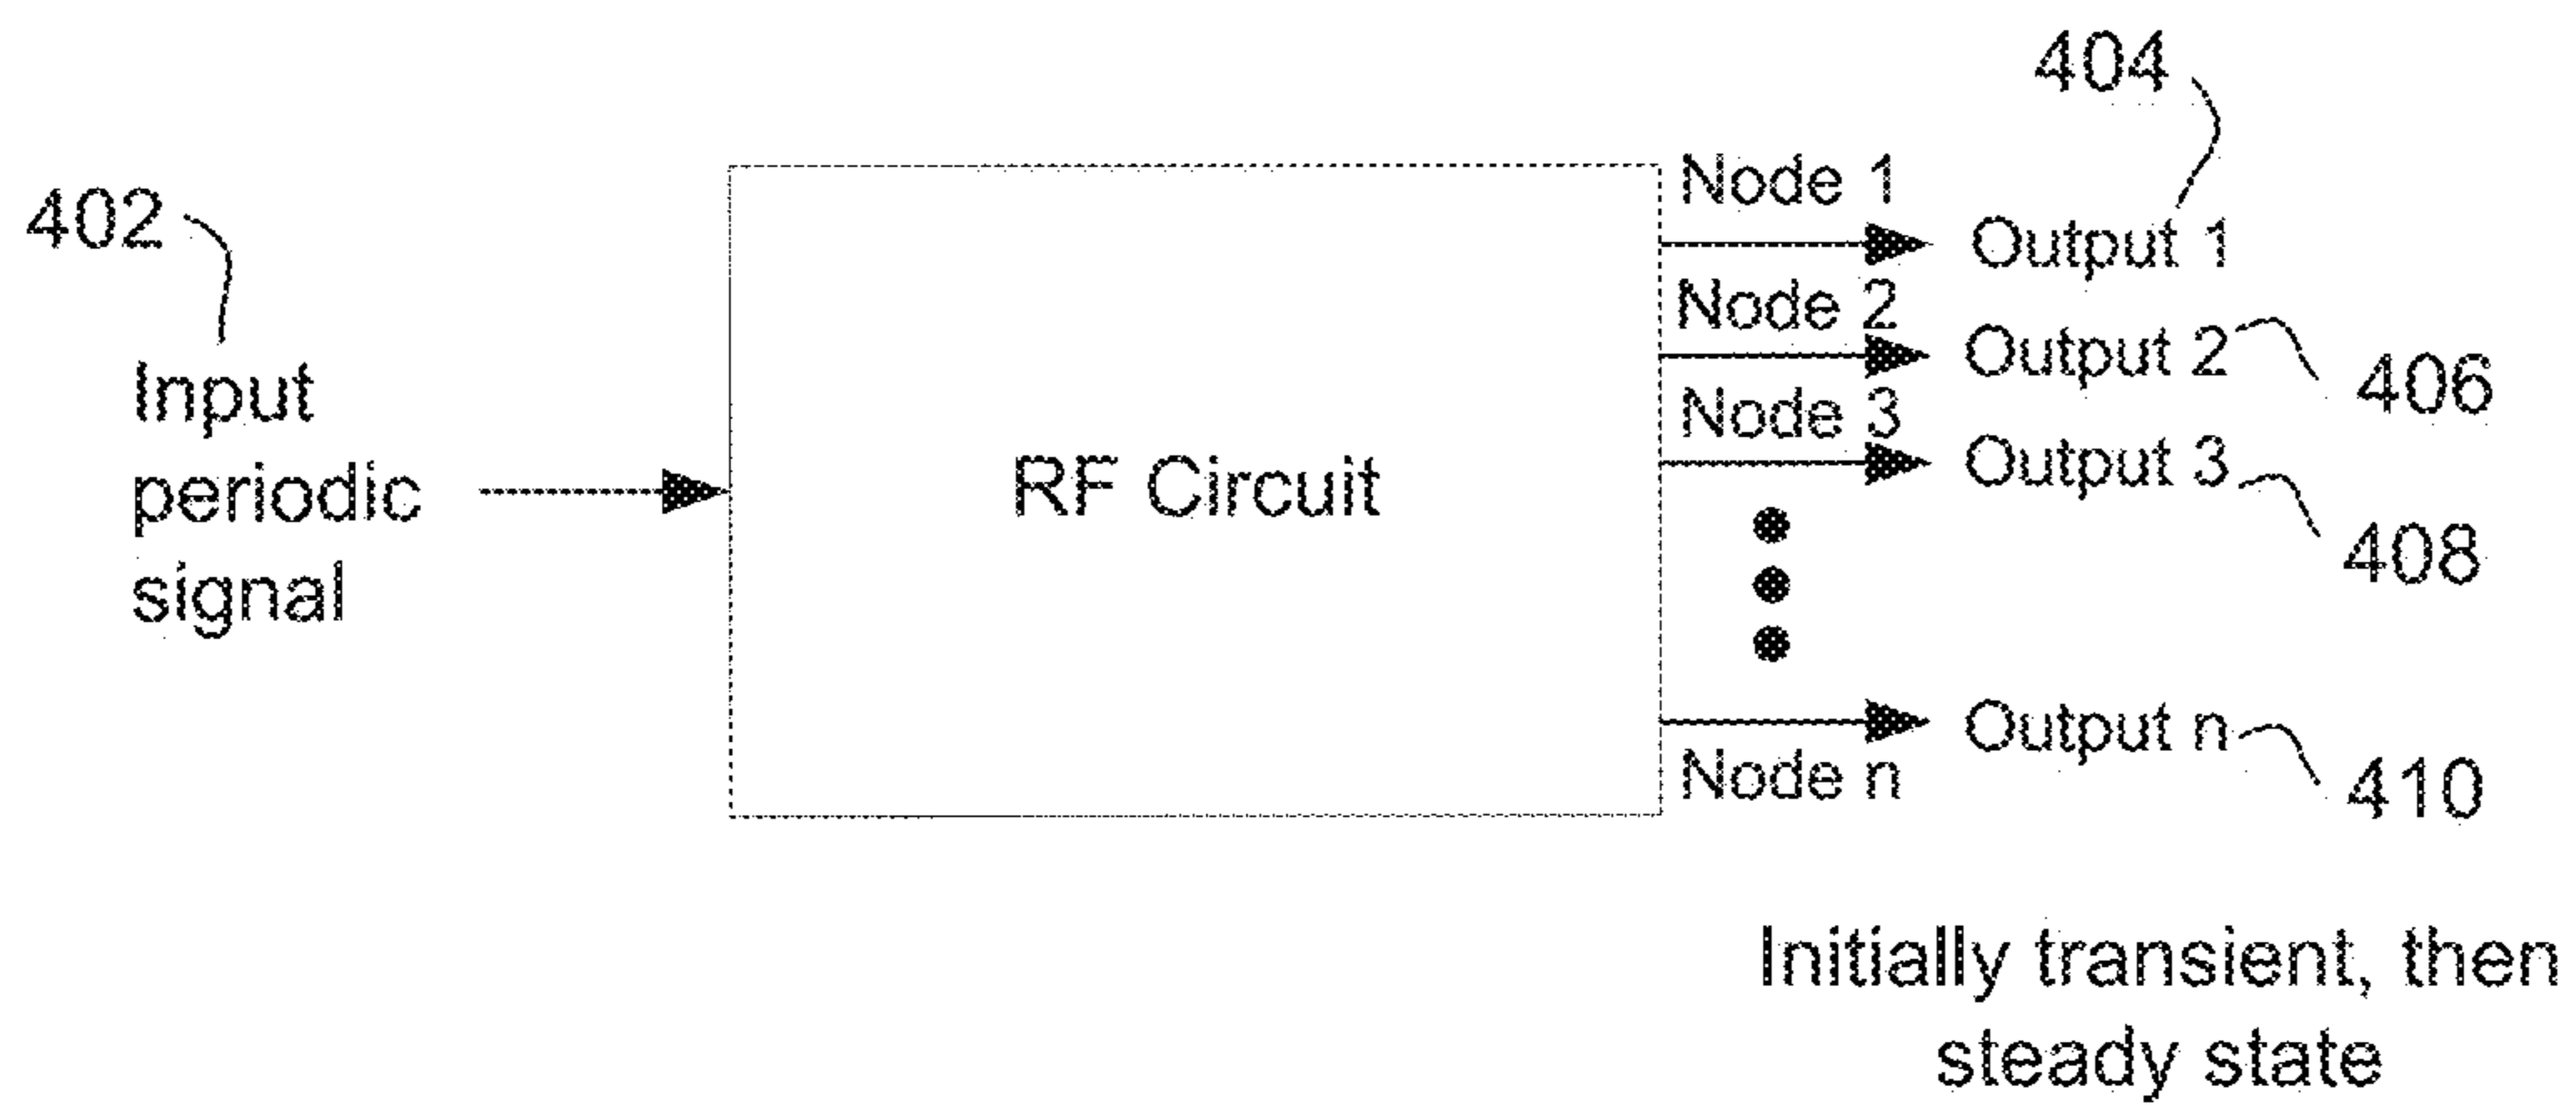 404
402
Node 1
Output 1
Node 2
Output 2
406
Node 3
Output 3
408
Input
periodic
signal
RF Circuit
Output n
Node n
410
Initially transient, then
steady state